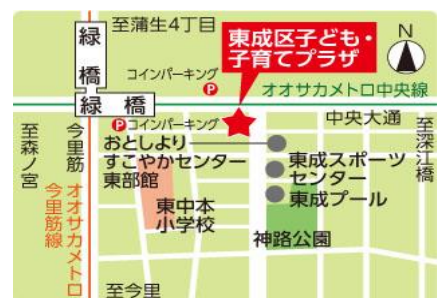 至蒲生4丁目
緑橋
東成区子ども・
子育てプラザ
N
コインパーキング
P
オオサカメトロ中央線
緑橋
P コインパーキング
中央大通
至森ノ宮
今里筋
オオサカメトロ
今里筋線
おとしより
すこやかセンター
東部館
東成スポーツ
センター
東成プール
至深江橋
東中本
小学校
神路公園
至今里